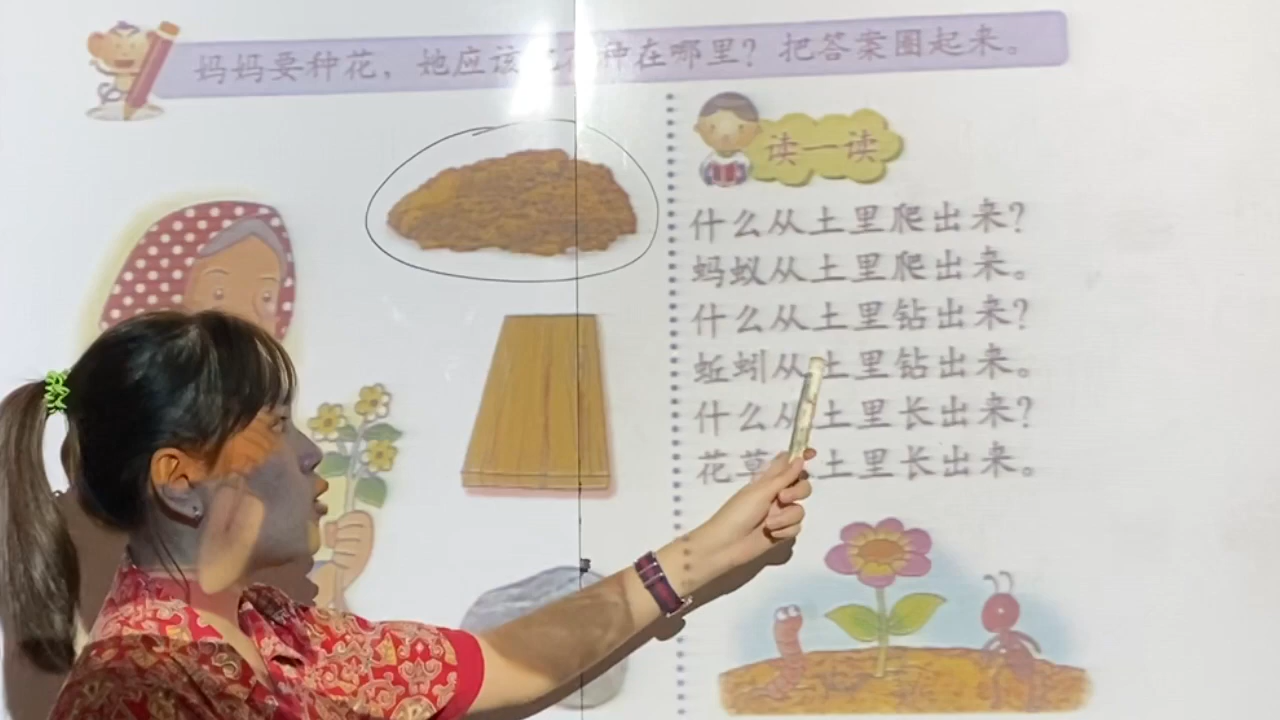 妈妈要种花，她应该 种在哪里？把答案圈起来。
读一读
什么从土里爬出来？
蚂蚁从土里爬出来。
什么从土里钻出来？
蚯蚓从土里钻出来。
什么从土里长出来？
花草 土里长出来。